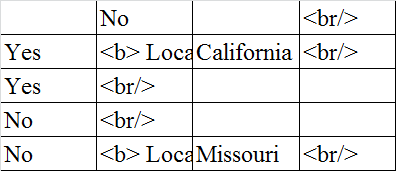 No <br/>
Yes <b> Loca California <br/>
Yes <br/>
No <br/>
No <b> Loca Missouri <br/>